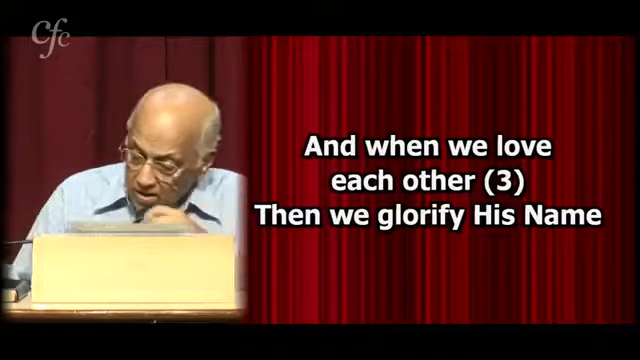 cfc
And when we love
each other (3)
Then we glorify His Name